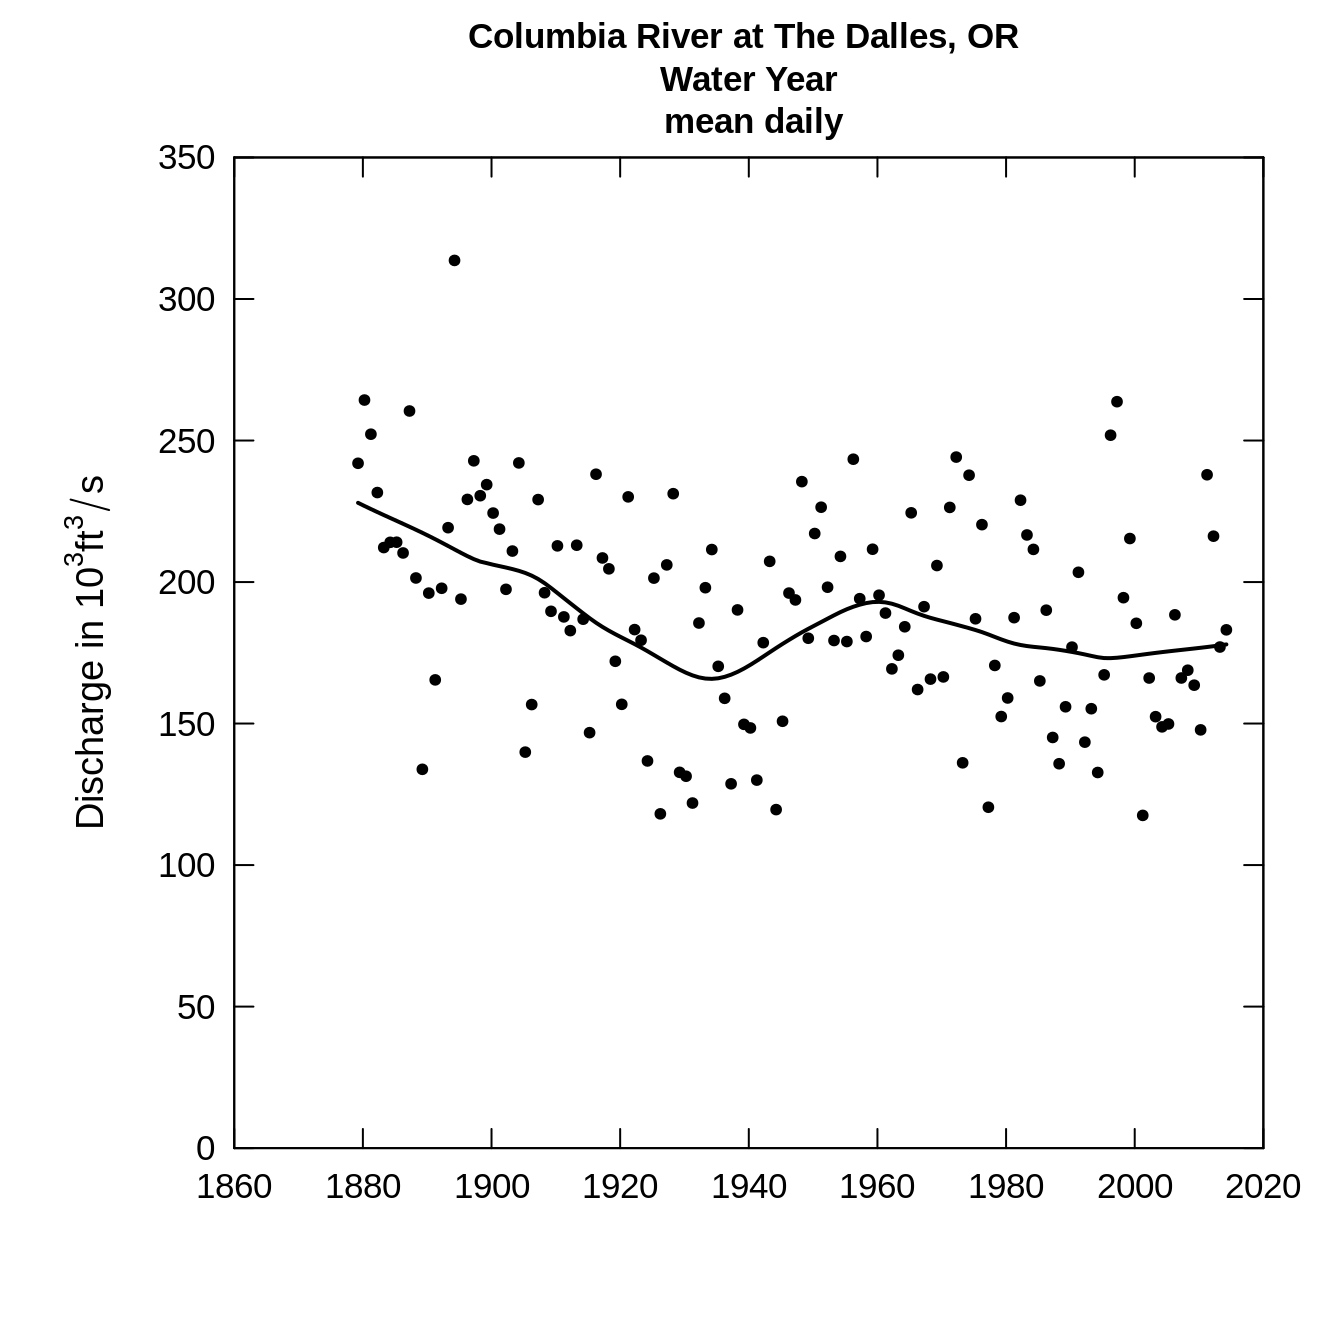 Columbia River at The Dalles, OR
Water Year
mean daily
Discharge in 10³ft³/s
350
300
250
200
150
100
50
0
1860 1880 1900 1920 1940 1960 1980 2000 2020